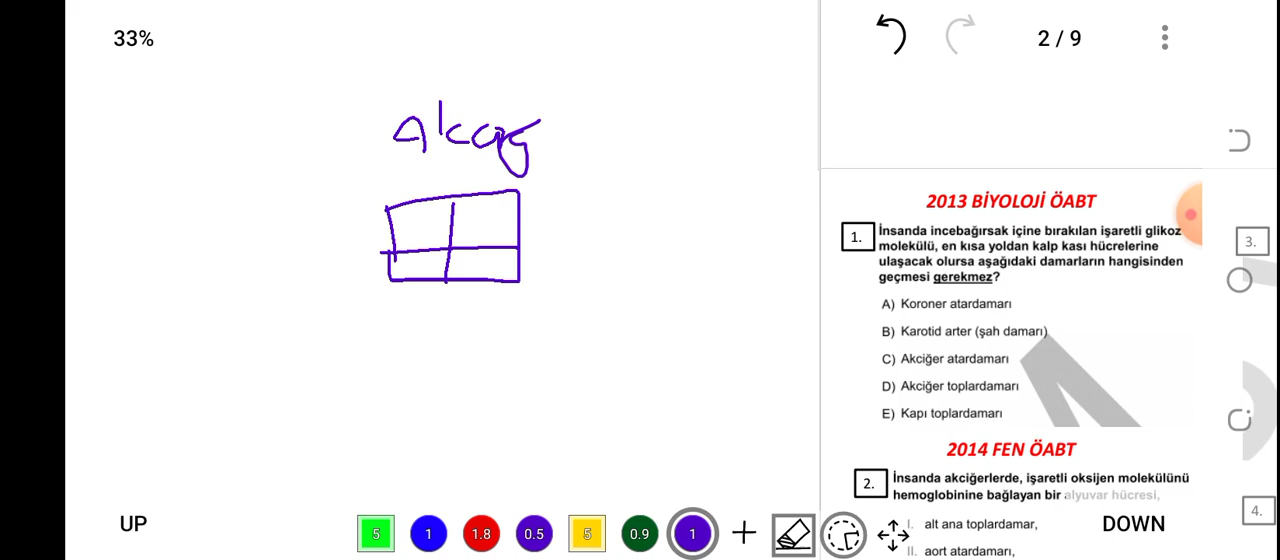 33%
2 / 9
akcğ
2013 BİYOLOJİ ÖABT
1. İnsanda incebağırsak içine bırakılan işaretli glikoz
molekülü, en kısa yoldan kalp kası hücrelerine
ulaşacak olursa aşağıdaki damarların hangisinden
geçmesi gerekmez?
A) Koroner atardamarı
B) Karotid arter (şah damarı)
C) Akciğer atardamarı
D) Akciğer toplardamarı
E) Kapı toplardamarı
2014 FEN ÖABT
2. İnsanda akciğerlerde, işaretli oksijen molekülünü
hemoglobinine bağlayan bir alyuvar hücresi,
I. alt ana toplardamar,
II. aort atardamarı,
3.
4.
UP
5
1
1.8
0.5
5
0.9
1
DOWN